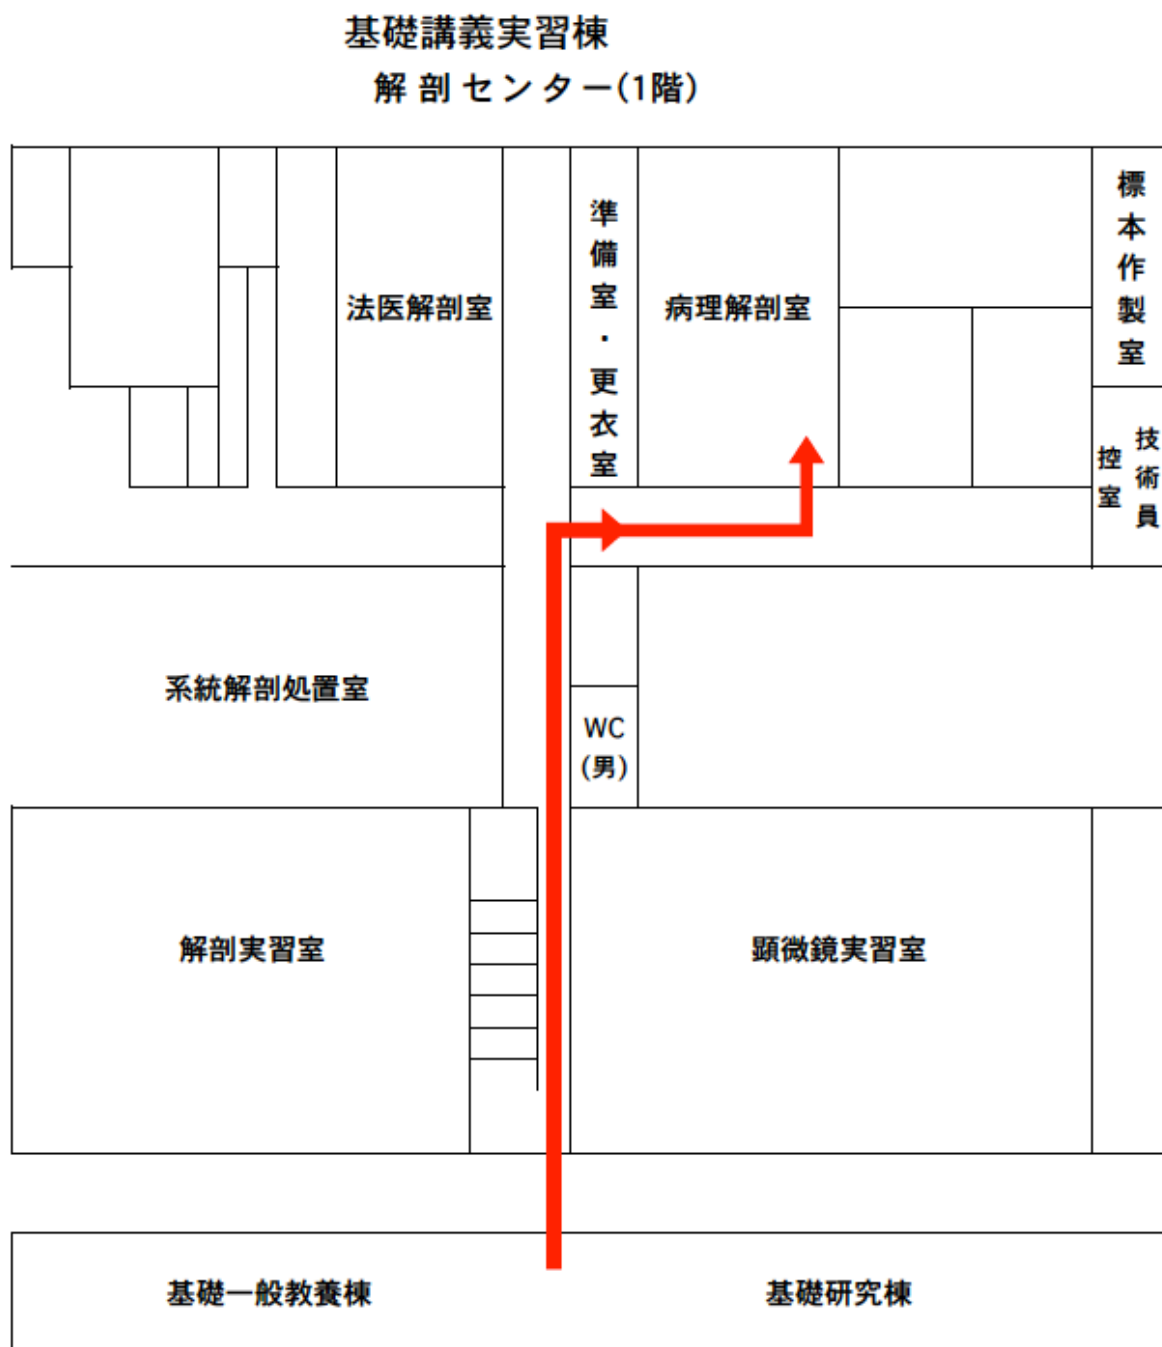 基礎講義実習棟
解剖センター(1階)
法医解剖室
準備室・更衣室
病理解剖室
標本作製室
技術員
控室
系統解剖処置室
WC
(男)
解剖実習室
顕微鏡実習室
基礎一般教養棟
基礎研究棟